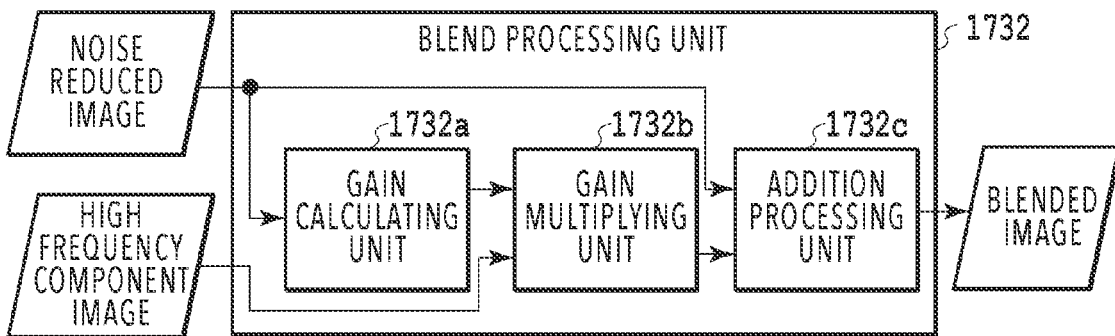 NOISE
REDUCED
IMAGE
HIGH
FREQUENCY
COMPONENT
IMAGE
BLEND PROCESSING UNIT
1732
1732a
GAIN
CALCULATING
UNIT
1732b
GAIN
MULTIPLYING
UNIT
1732c
ADDITION
PROCESSING
UNIT
BLENDED
IMAGE